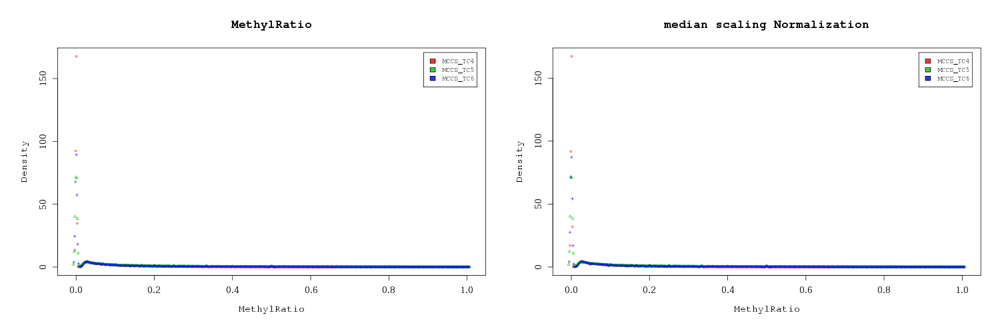 MethylRatio
MCCS_TC4
MCCS_TC5
MCCS_TC6
Density
0
50
100
150
0.0 0.2 0.4 0.6 0.8 1.0
MethylRatio
median scaling Normalization
MCCS_TC4
MCCS_TC5
MCCS_TC6
Density
0
50
100
150
0.0 0.2 0.4 0.6 0.8 1.0
MethylRatio